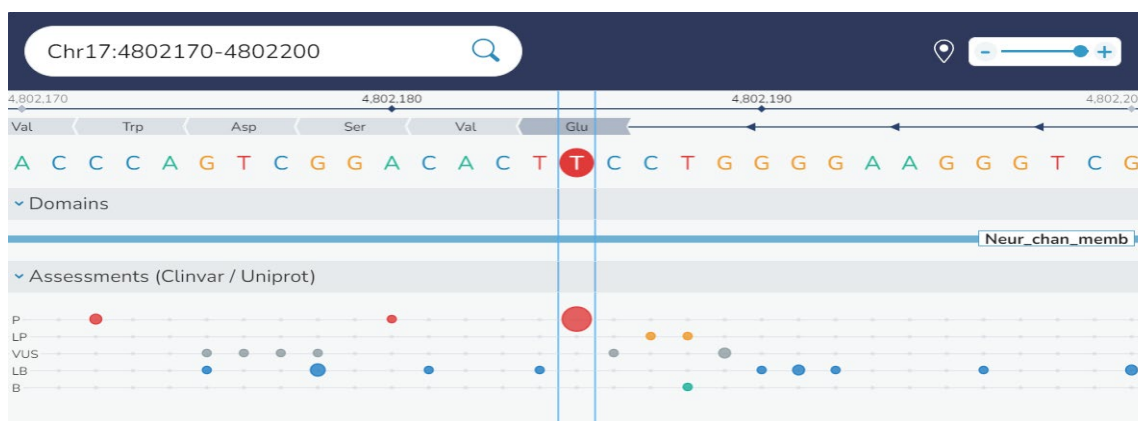 Chr17:4802170-4802200
- +
4,802,170 4,802,180 4,802,190 4,802,20
Val Trp Asp Ser Val Glu
A C C C A G T C G G A C A C T T C C T G G G G A A G G G T C G
Domains
Neur_chan_memb
Assessments (Clinvar / Uniprot)
P
LP
VUS
LB
B